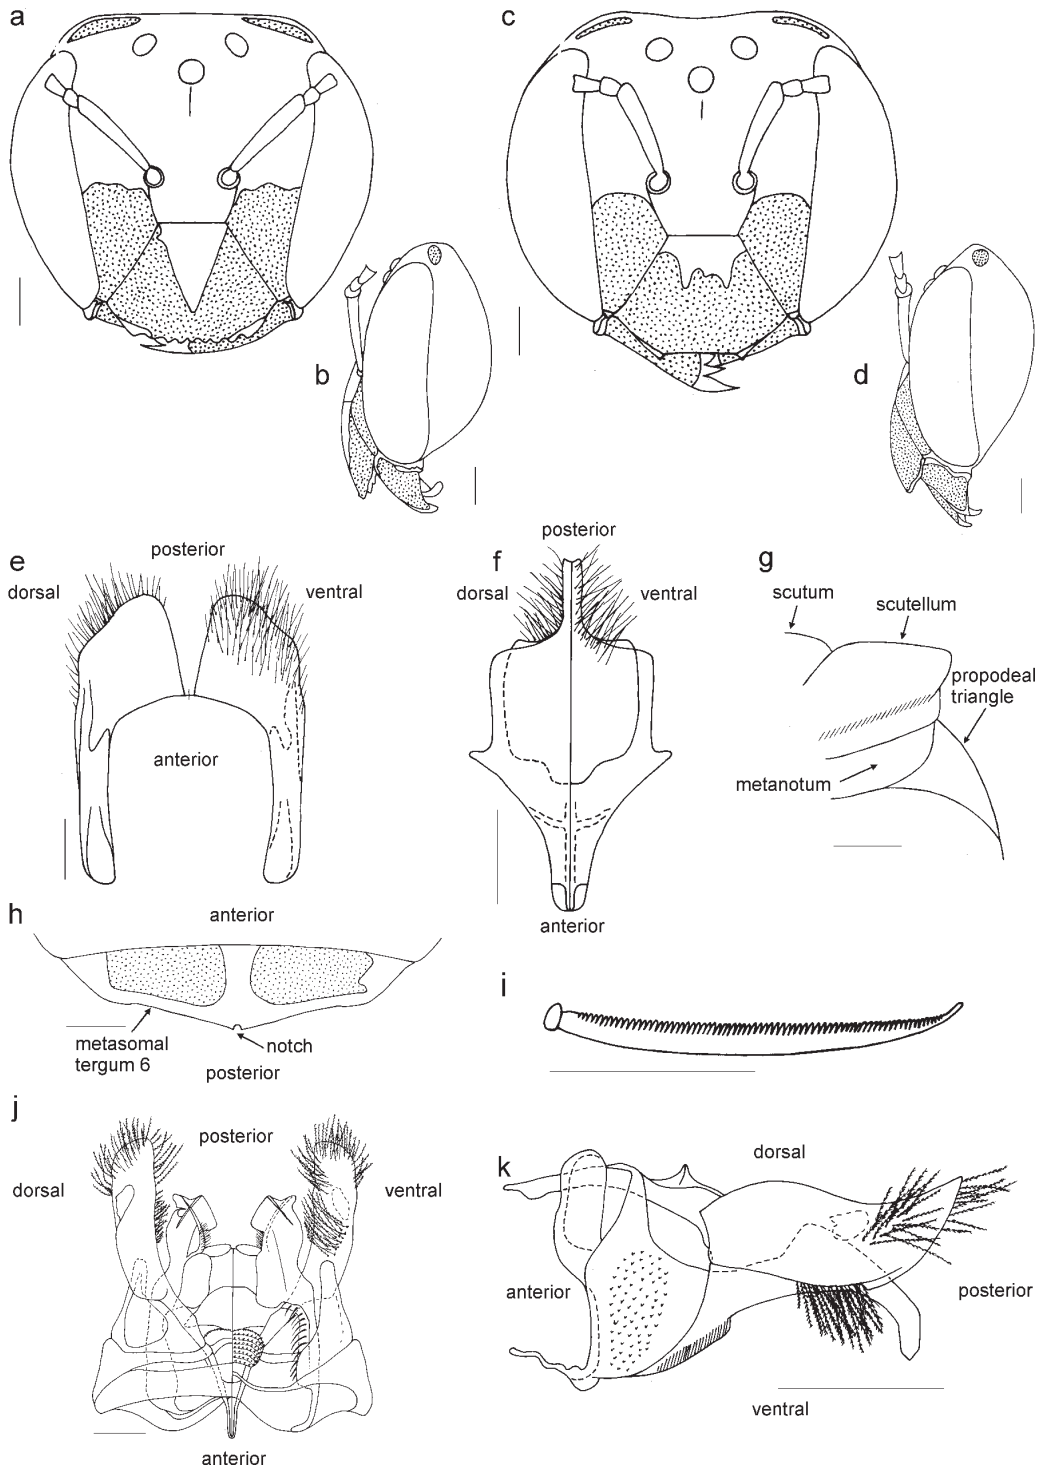 a
c
b
d
e
posterior
dorsal
ventral
anterior
f
posterior
dorsal
ventral
anterior
g
scutum
scutellum
propodeal
triangle
metanotum
h
anterior
metasomal
tergum 6
notch
posterior
i
j
posterior
dorsal
ventral
anterior
k
dorsal
anterior
posterior
ventral